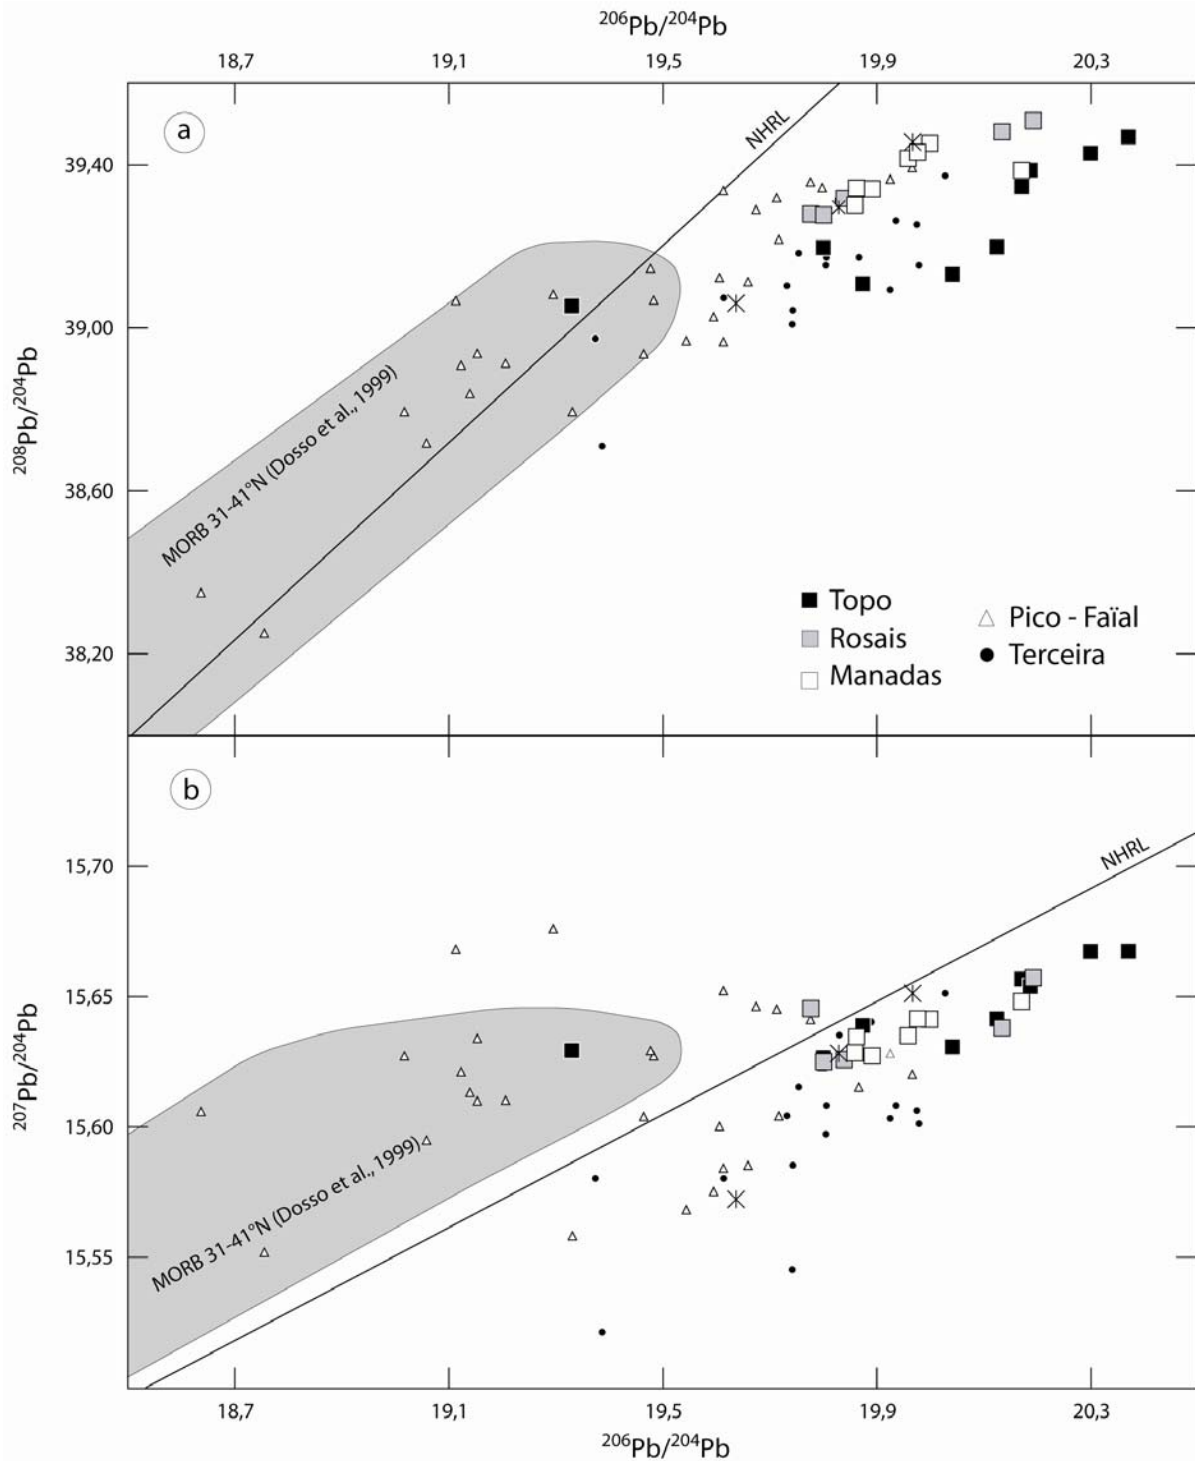 206Pb/204Pb
18,7 19,1 19,5 19,9 20,3
a
NHRL
39,40
39,00
38,60
38,20
208Pb/204Pb
MORB 31-41°N (Dosso et al., 1999)
Topo
Rosais
Manadas
Pico - Faïal
Terceira
b
NHRL
15,70
15,65
15,60
15,55
207Pb/204Pb
MORB 31-41°N (Dosso et al., 1999)
18,7 19,1 19,5 19,9 20,3
206Pb/204Pb